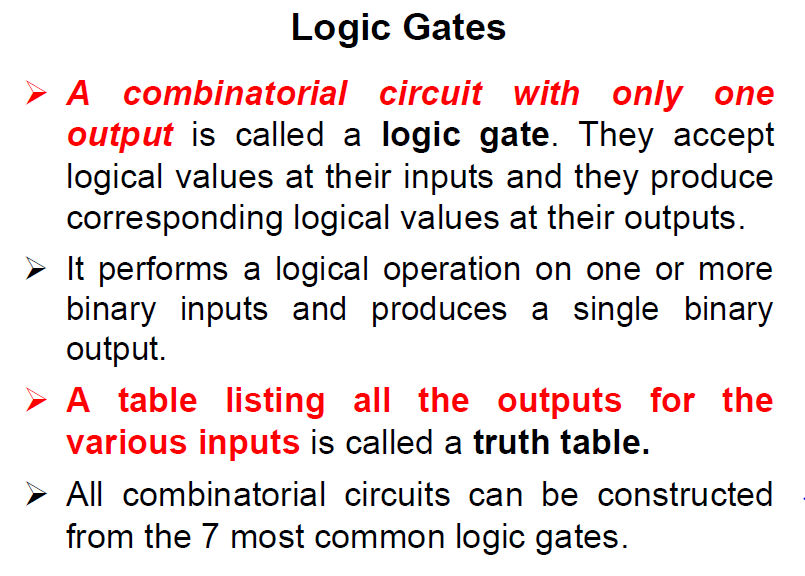 Logic Gates
➢ A combinatorial circuit with only one
output is called a logic gate. They accept
logical values at their inputs and they produce
corresponding logical values at their outputs.
➢ It performs a logical operation on one or more
binary inputs and produces a single binary
output.
➢ A table listing all the outputs for the
various inputs is called a truth table.
➢ All combinatorial circuits can be constructed
from the 7 most common logic gates.